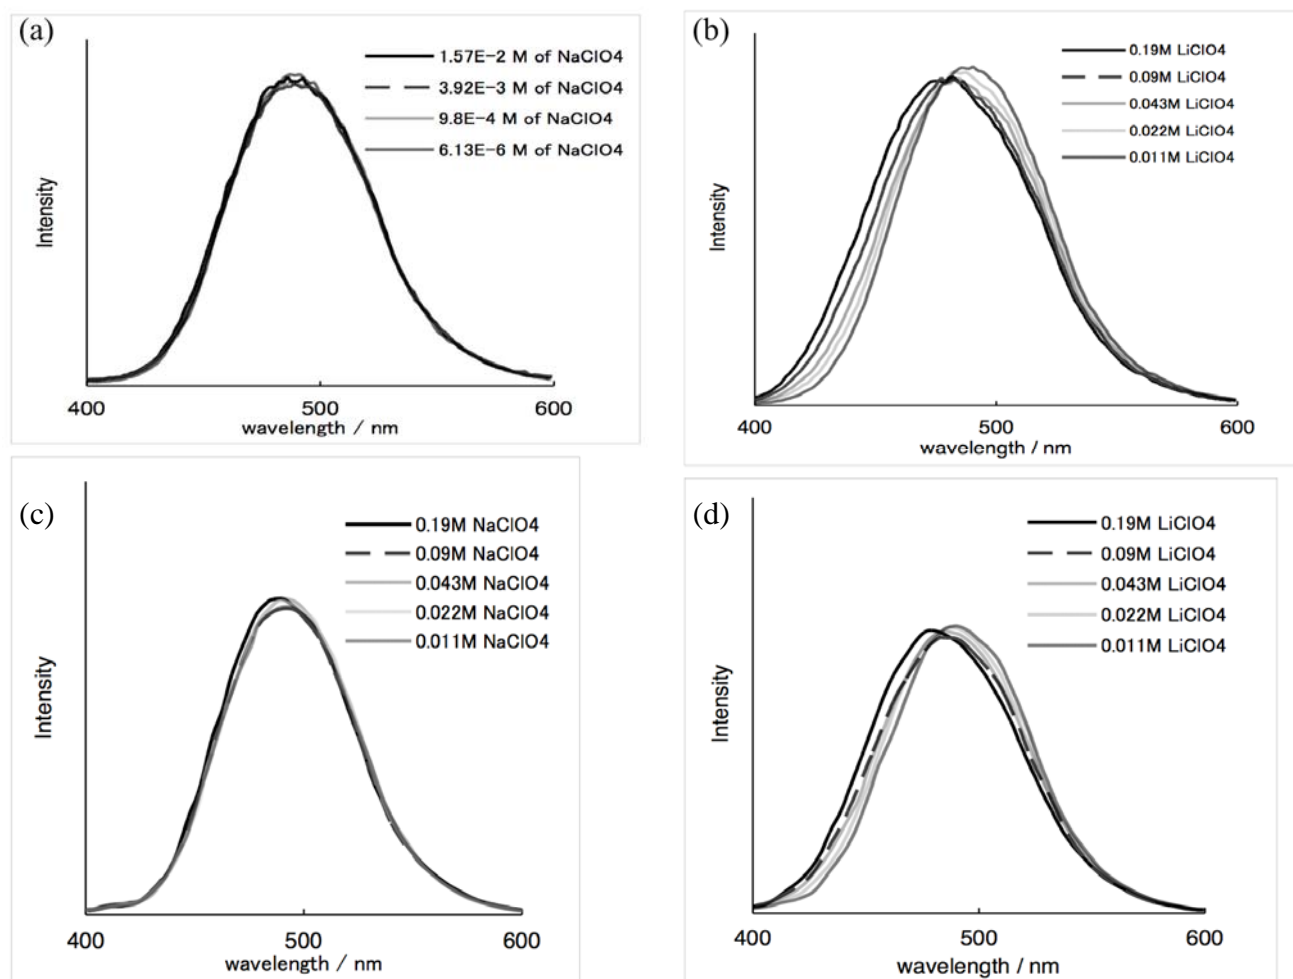 (a)
1.57E-2 M of NaClO4
3.92E-3 M of NaClO4
9.8E-4 M of NaClO4
6.13E-6 M of NaClO4
Intensity
400
500
600
wavelength / nm
(b)
0.19M LiClO4
0.09M LiClO4
0.043M LiClO4
0.022M LiClO4
0.011M LiClO4
Intensity
400
500
600
wavelength / nm
(c)
0.19M NaClO4
0.09M NaClO4
0.043M NaClO4
0.022M NaClO4
0.011M NaClO4
Intensity
400
500
600
wavelength / nm
(d)
0.19M LiClO4
0.09M LiClO4
0.043M LiClO4
0.022M LiClO4
0.011M LiClO4
Intensity
400
500
600
wavelength / nm